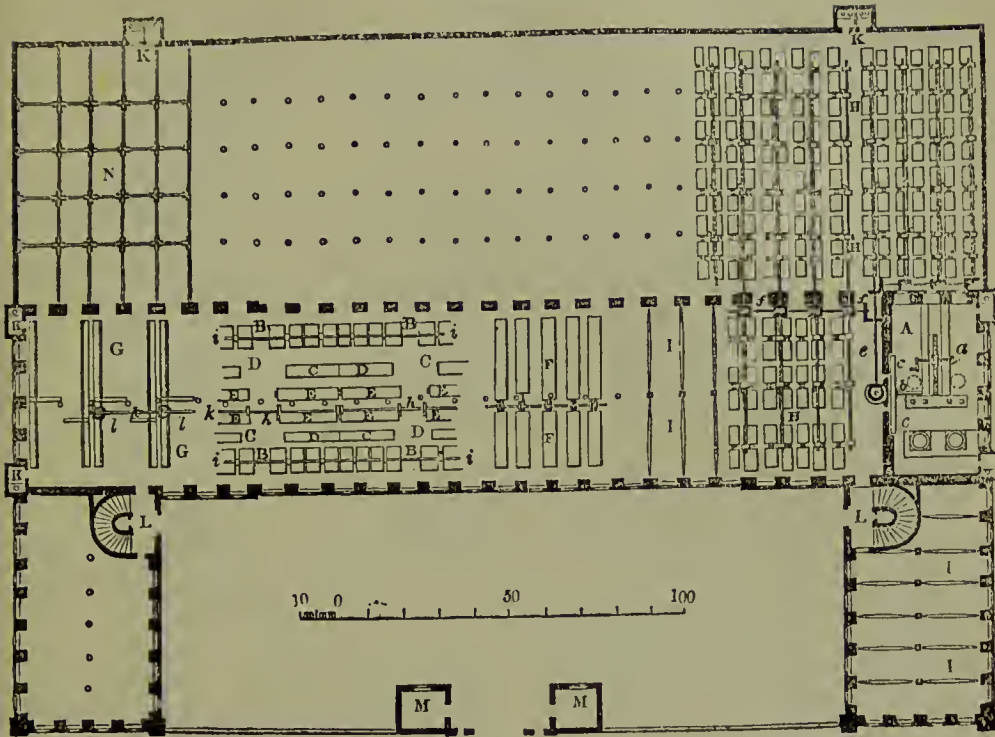 K K
H
N
H
B B f f
i B B i A
G D C D C I e a
E E E F c
k h E E h E b
l l C D C D H C
G i B B i F I
R R
L L
10 0 50 100
I
I
M M